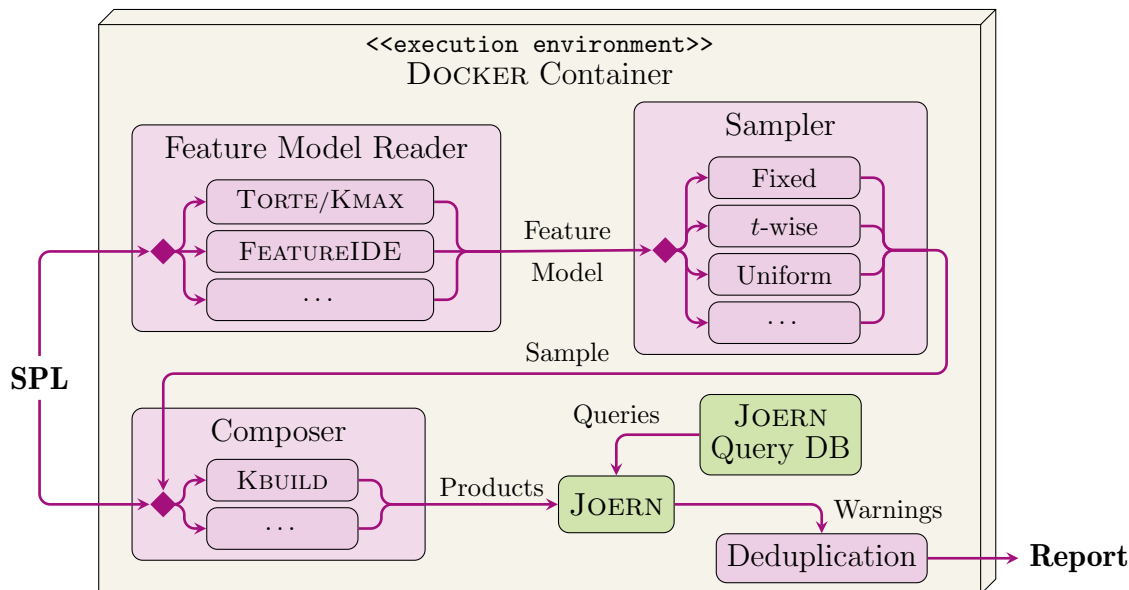 <<execution environment>>
DOCKER Container
Feature Model Reader
TORTE/KMAX
FEATUREIDE
...
Feature
Model
Sampler
Fixed
t-wise
Uniform
...
Sample
SPL
Composer
KBUILD
...
Products
Queries
JOERN
Query DB
JOERN
Warnings
Deduplication
Report